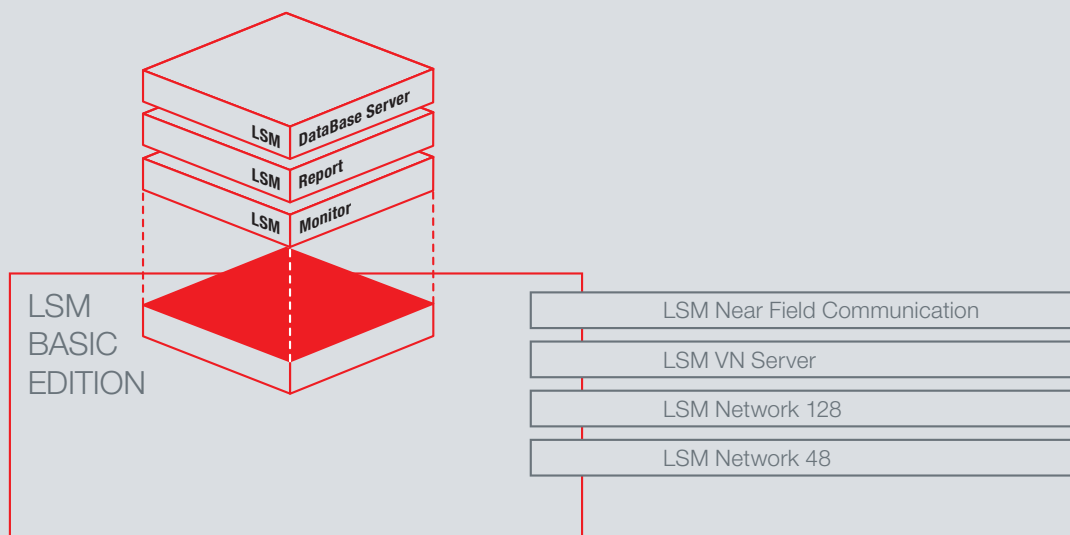 LSM DataBase Server
LSM Report
LSM Monitor
LSM
BASIC
EDITION
LSM Near Field Communication
LSM VN Server
LSM Network 128
LSM Network 48